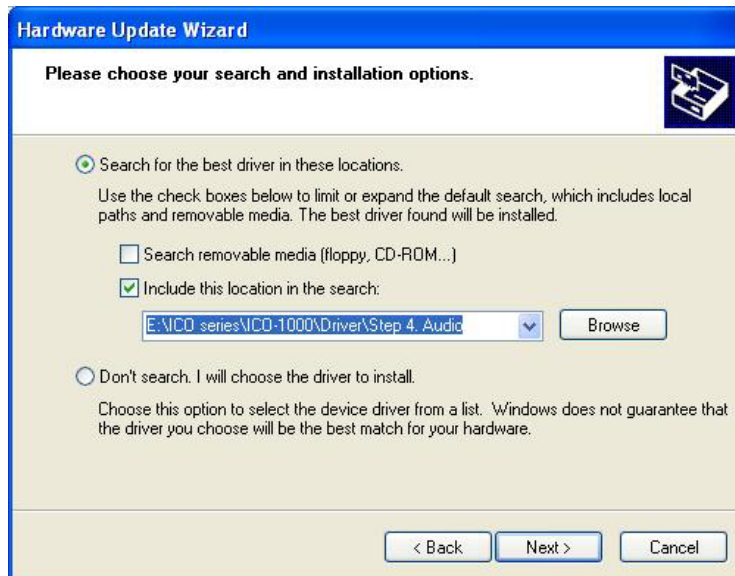 Hardware Update Wizard
Please choose your search and installation options.
Search for the best driver in these locations.
Use the check boxes below to limit or expand the default search, which includes local
paths and removable media. The best driver found will be installed.
Search removable media (floppy, CD-ROM...)
Include this location in the search:
E:\ICO series\ICO-1000\Driver\Step 4. Audio
Browse
Don't search. I will choose the driver to install.
Choose this option to select the device driver from a list. Windows does not guarantee that
the driver you choose will be the best match for your hardware.
< Back
Next >
Cancel